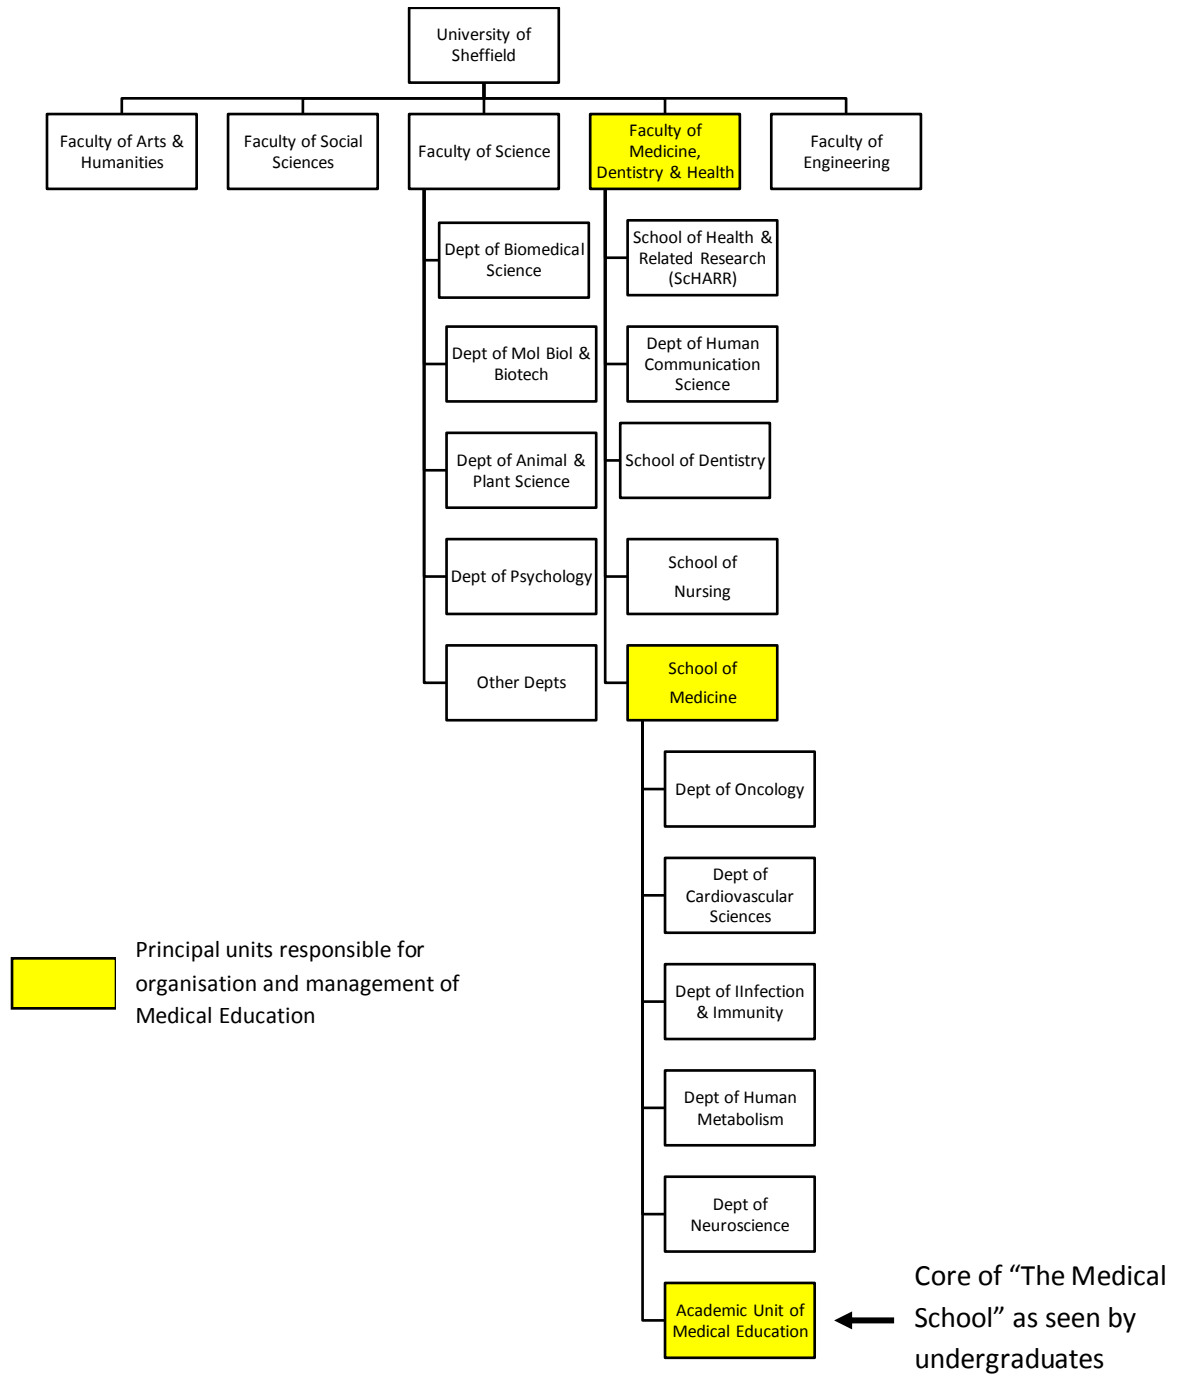 University of
Sheffield
Faculty of Arts &
Humanities
Faculty of Social
Sciences
Faculty of Science
Faculty of
Medicine,
Dentistry & Health
Faculty of
Engineering
Dept of Biomedical
Science
School of Health &
Related Research
(ScHARR)
Dept of Mol Biol &
Biotech
Dept of Human
Communication
Science
Dept of Animal &
Plant Science
School of Dentistry
Dept of Psychology
School of
Nursing
Other Depts
School of
Medicine
Dept of Oncology
Dept of
Cardiovascular
Sciences
Principal units responsible for
organisation and management of
Medical Education
Dept of IInfection
& Immunity
Dept of Human
Metabolism
Dept of
Neuroscience
Academic Unit of
Medical Education
Core of “The Medical
School” as seen by
undergraduates